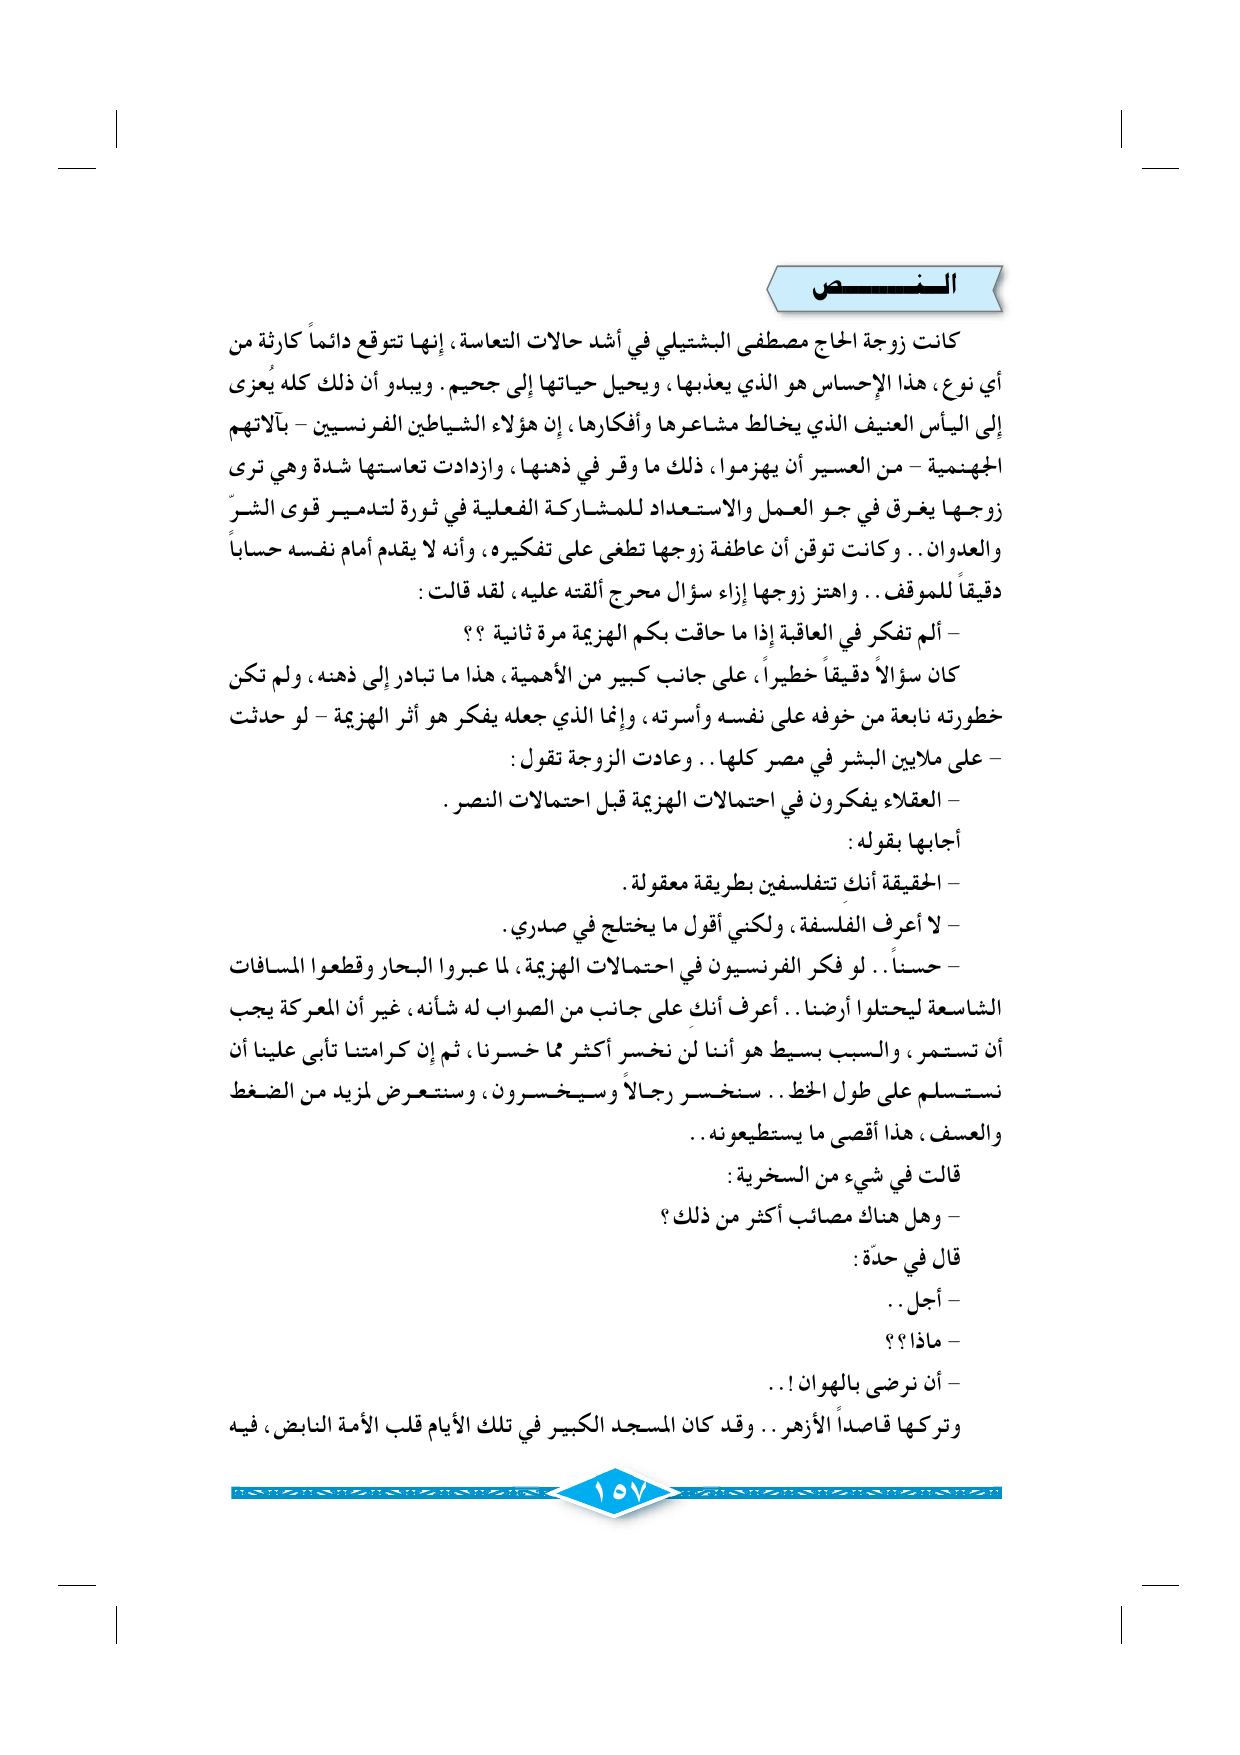 النص
كانت زوجة الحاج مصطفى البشتيلي في أشد حالات التعاسة، إنها تتوقع دائماً كارثة من
أي نوع، هذا الإحساس هو الذي يعذبها، ويحيل حياتها إلى جحيم. ويبدو أن ذلك كله يُعزى
إلى اليأس العنيف الذي يخالط مشاعرها وأفكارها، إن هؤلاء الشياطين الفرنسيين – بآلاتهم
الجهنمية – من العسير أن يهزموا، ذلك ما وقر في ذهنها، وازدادت تعاستها شدة وهي ترى
زوجها يغرق في جو العمل والاستعداد للمشاركة الفعلية في ثورة لتدمير قوى الشرّ
والعدوان.. وكانت توقن أن عاطفة زوجها تطغى على تفكيره، وأنه لا يقدم أمام نفسه حساباً
دقيقاً للموقف.. واهتز زوجها إزاء سؤال محرج ألقته عليه، لقد قالت:
– ألم تفكر في العاقبة إذا ما حاقت بكم الهزيمة مرة ثانية ؟؟
كان سؤالاً دقيقاً خطيراً، على جانب كبير من الأهمية، هذا ما تبادر إلى ذهنه، ولم تكن
خطورته نابعة من خوفه على نفسه وأسرته، وإنما الذي جعله يفكر هو أثر الهزيمة – لو حدثت
– على ملايين البشر في مصر كلها.. وعادت الزوجة تقول:
– العقلاء يفكرون في احتمالات الهزيمة قبل احتمالات النصر.
أجابها بقوله:
– الحقيقة أنكِ تتفلسفين بطريقة معقولة.
– لا أعرف الفلسفة، ولكني أقول ما يختلج في صدري.
– حسناً.. لو فكر الفرنسيون في احتمالات الهزيمة، لما عبروا البحار وقطعوا المسافات
الشاسعة ليحتلوا أرضنا.. أعرف أنكِ على جانب من الصواب له شأنه، غير أن المعركة يجب
أن تستمر، والسبب بسيط هو أننا لن نخسر أكثر مما خسرنا، ثم إن كرامتنا تأبى علينا أن
نستسلم على طول الخط.. سنخسر رجالاً وسيخسرون، وسنتعرض لمزيد من الضغط
والعسف، هذا أقصى ما يستطيعونه..
قالت في شيء من السخرية:
– وهل هناك مصائب أكثر من ذلك؟
قال في حدّة:
– أجل..
– ماذا؟؟
– أن نرضى بالهوان!..
وتركها قاصداً الأزهر.. وقد كان المسجد الكبير في تلك الأيام قلب الأمة النابض، فيه
١٥٧